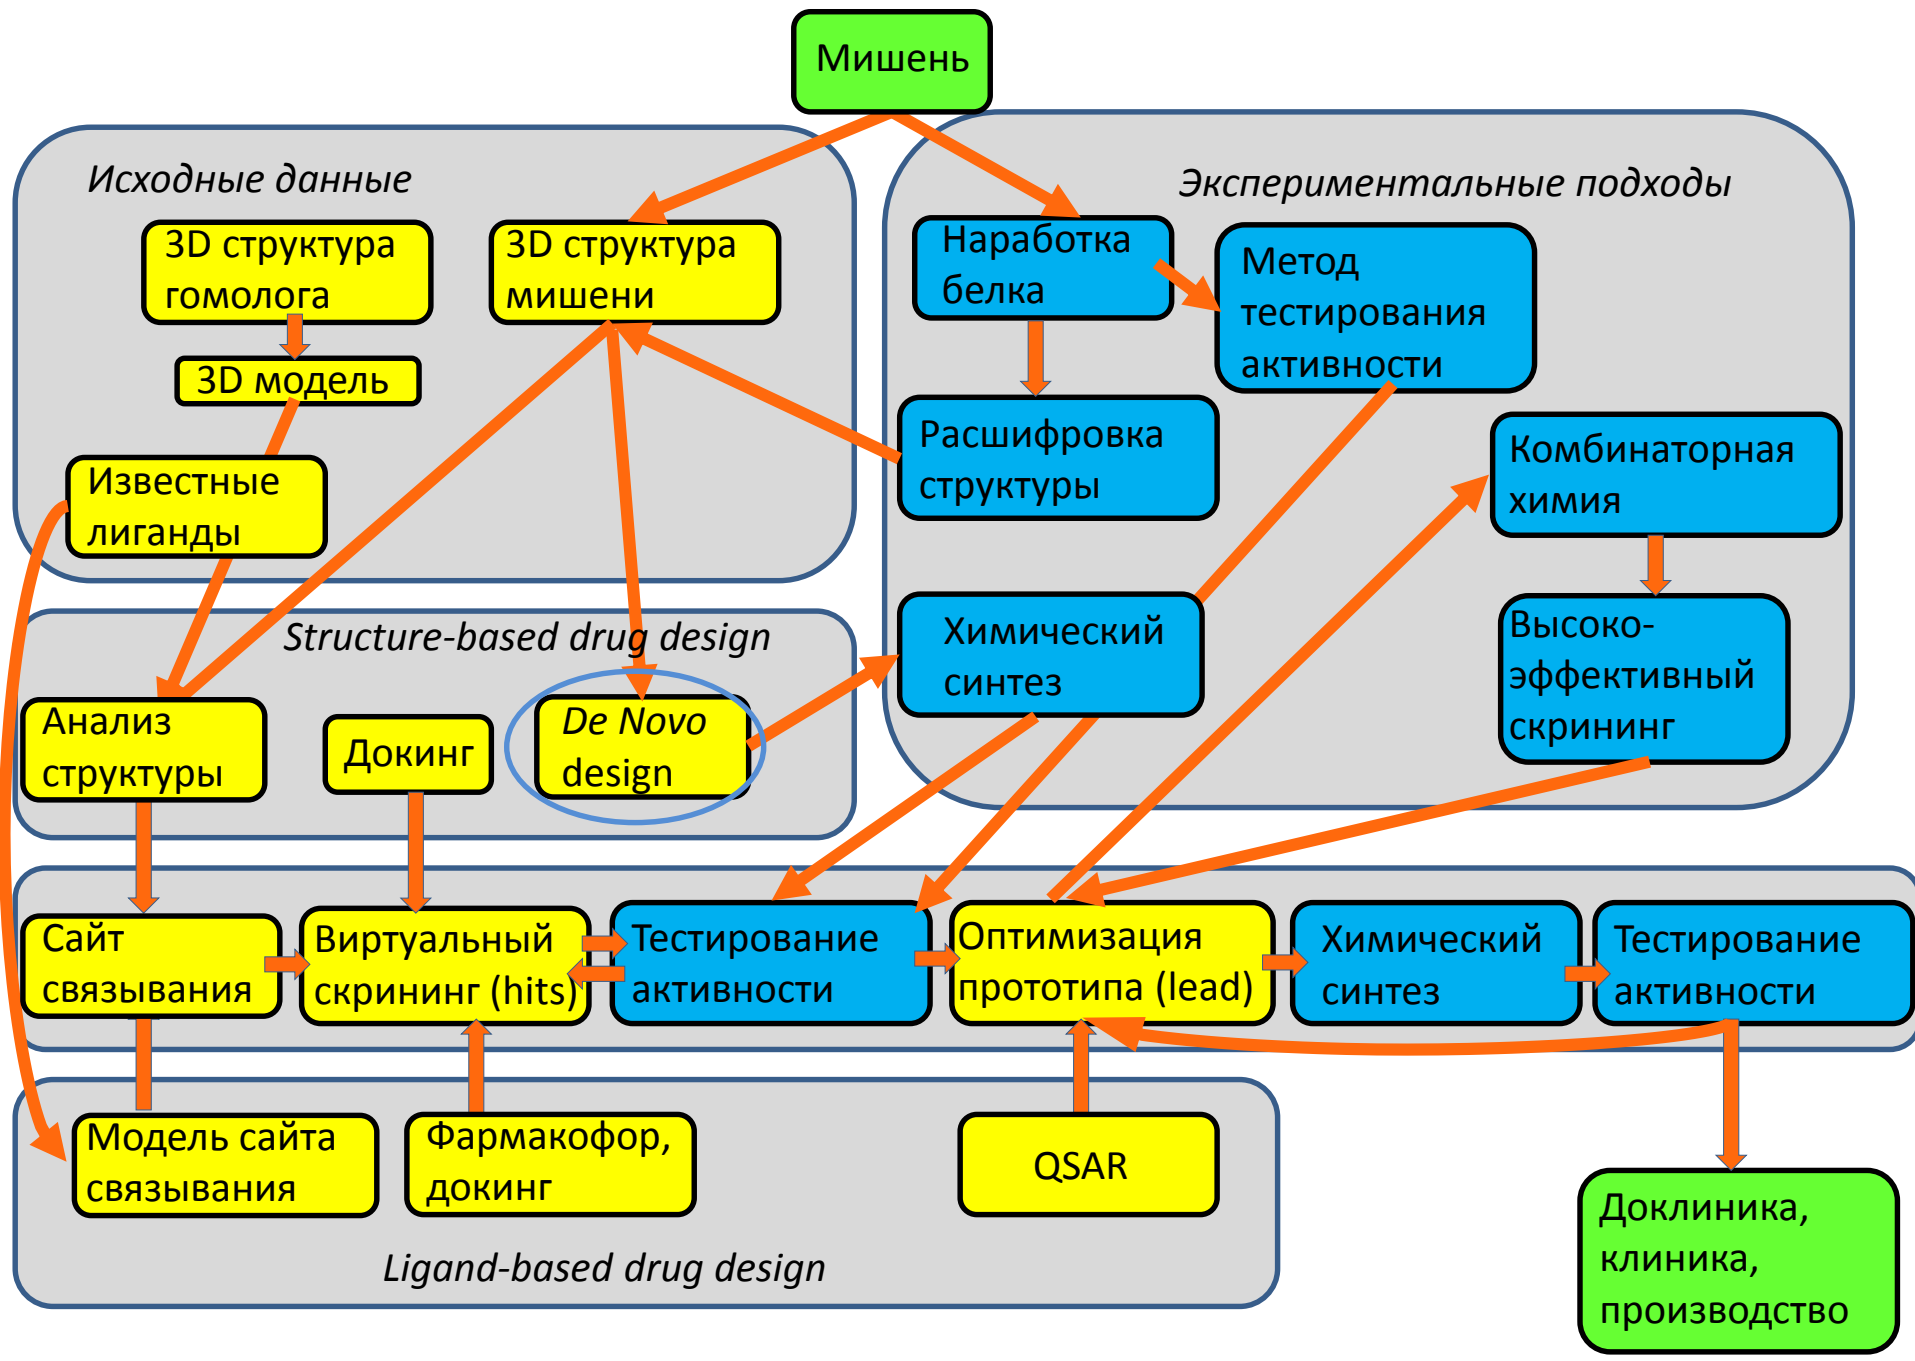 Мишень
Исходные данные
3D структура
гомолога
3D структура
мишени
3D модель
Известные
лиганды
Экспериментальные подходы
Наработка
белка
Метод
тестирования
активности
Расшифровка
структуры
Комбинаторная
химия
Химический
синтез
Высоко-
эффективный
скрининг
Structure-based drug design
Анализ
структуры
Докинг
De Novo
design
Сайт
связывания
Виртуальный
скрининг (hits)
Тестирование
активности
Оптимизация
прототипа (lead)
Химический
синтез
Тестирование
активности
Модель сайта
связывания
Фармакофор,
докинг
QSAR
Ligand-based drug design
Доклиника,
клиника,
производство